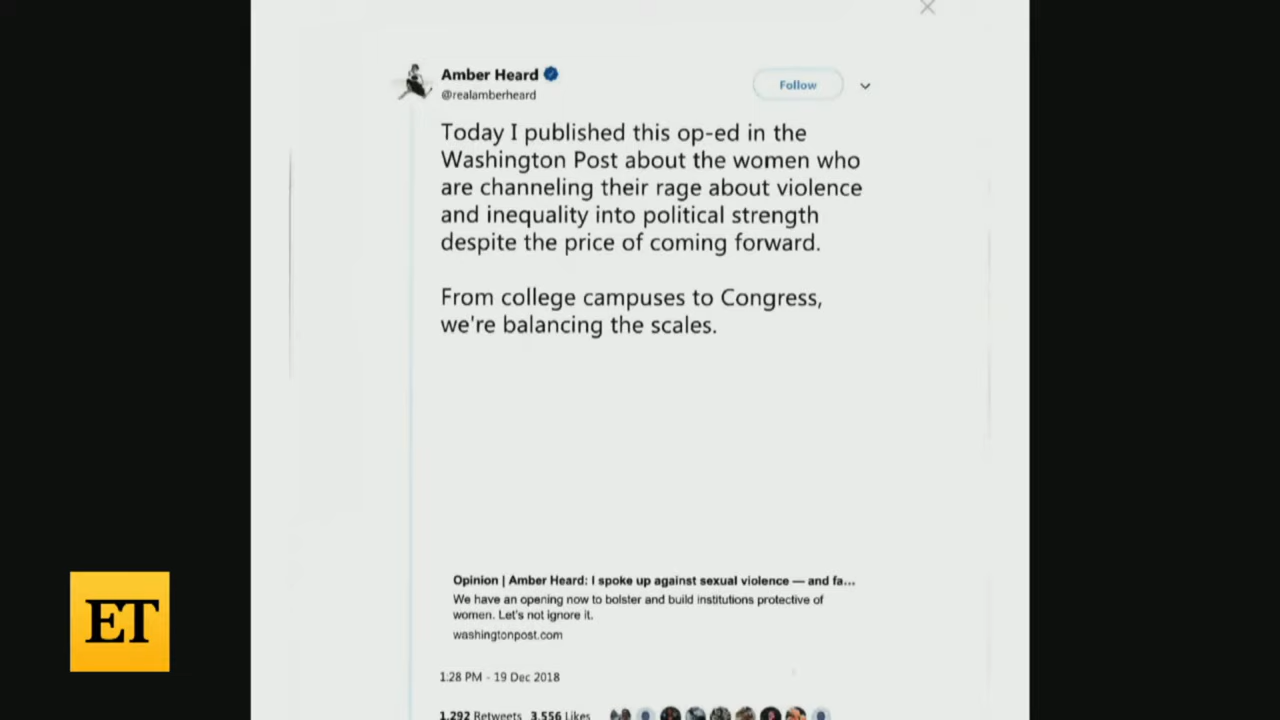 Amber Heard
@realamberheard
Follow
Today I published this op-ed in the
Washington Post about the women who
are channeling their rage about violence
and inequality into political strength
despite the price of coming forward.
From college campuses to Congress,
we're balancing the scales.
Opinion | Amber Heard: I spoke up against sexual violence — and fa...
We have an opening now to bolster and build institutions protective of
women. Let's not ignore it.
washingtonpost.com
1:28 PM - 19 Dec 2018
1,292 Retweets 3,556 Likes
ET